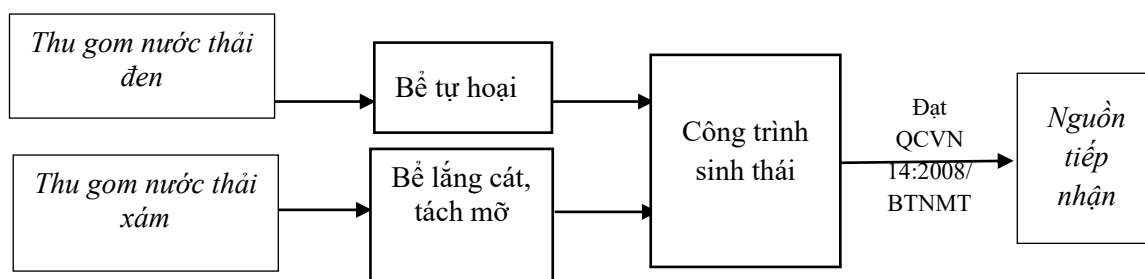 Thu gom nước thải
đen
Bể tự hoại
Thu gom nước thải
xám
Bể lắng cát,
tách mỡ
Công trình
sinh thái
Đạt
QCVN
14:2008/
BTNMT
Nguồn
tiếp
nhận